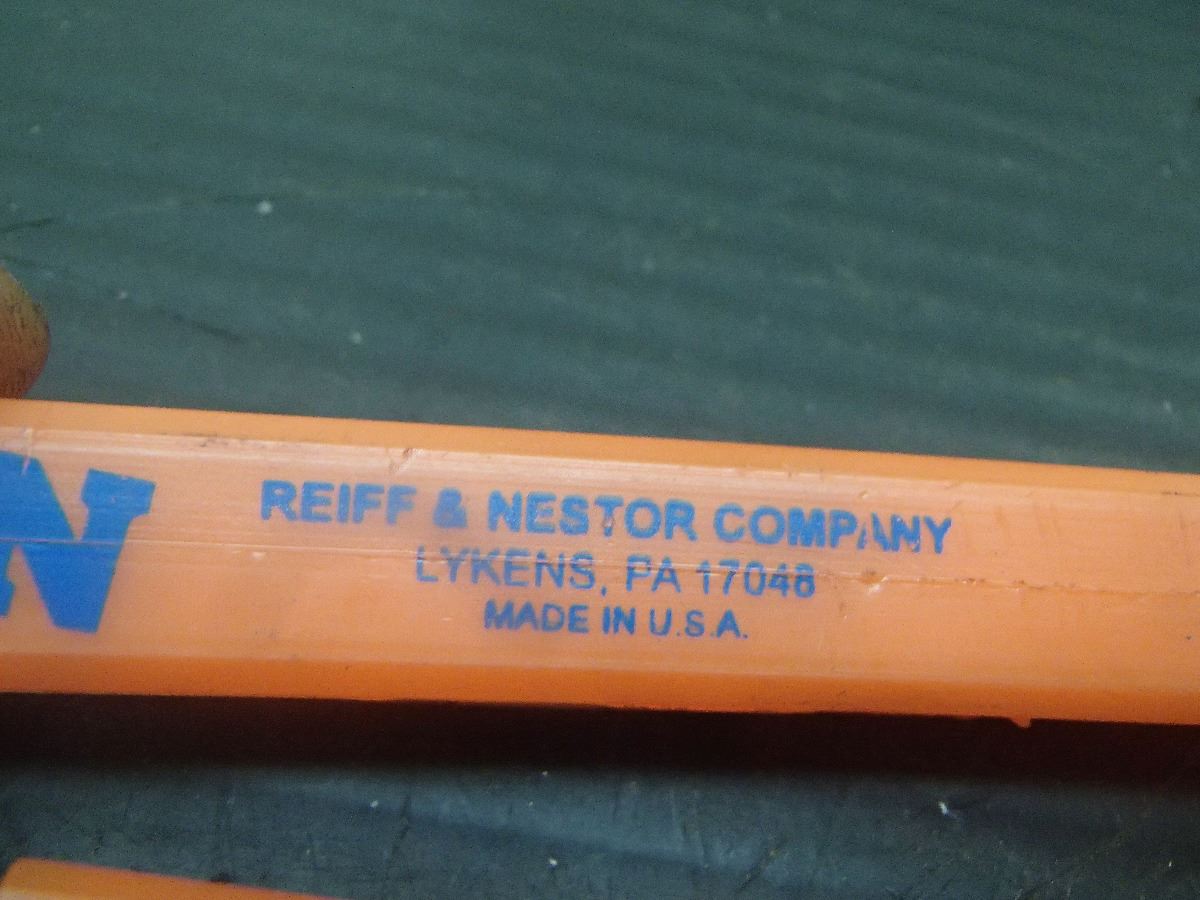 N
REIFF & NESTOR COMPANY
LYKENS, PA 17048
MADE IN U.S.A.